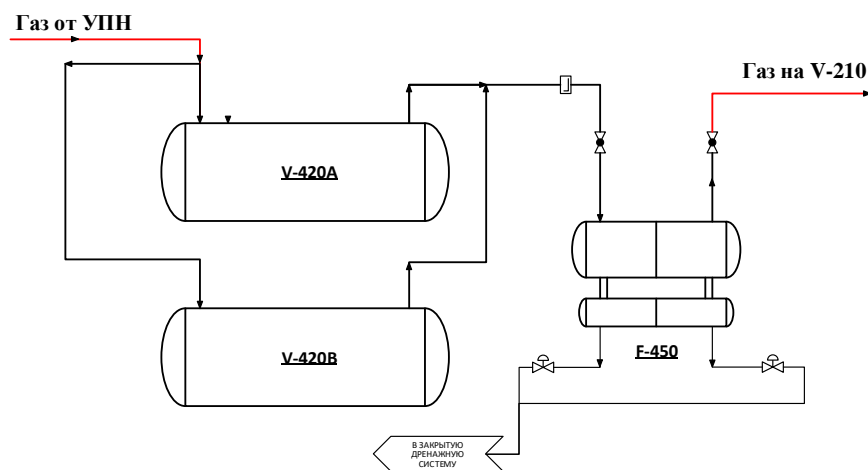 Газ от УПН
Газ на V-210
V-420A
V-420B
F-450
В ЗАКРЫТУЮ
ДРЕНАЖНУЮ
СИСТЕМУ